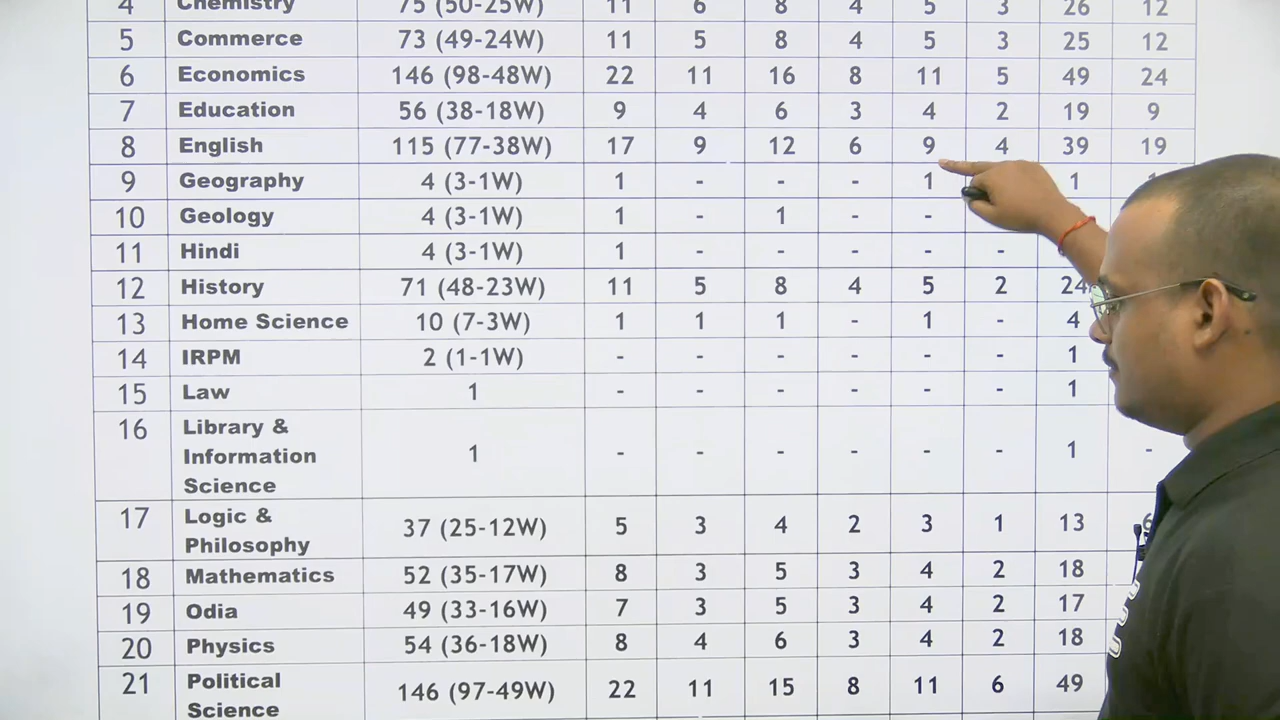 4 Chemistry 75 (50-25W) 11 6 8 4 5 3 26 12
5 Commerce 73 (49-24W) 11 5 8 4 5 3 25 12
6 Economics 146 (98-48W) 22 11 16 8 11 5 49 24
7 Education 56 (38-18W) 9 4 6 3 4 2 19 9
8 English 115 (77-38W) 17 9 12 6 9 4 39 19
9 Geography 4 (3-1W) 1 - - - 1 1
10 Geology 4 (3-1W) 1 - 1 - -
11 Hindi 4 (3-1W) 1 - - - - -
12 History 71 (48-23W) 11 5 8 4 5 2 24
13 Home Science 10 (7-3W) 1 1 1 - 1 - 4
14 IRPM 2 (1-1W) - - - - - - 1
15 Law 1 - - - - - - 1
16 Library &
Information 1 - - - - - - 1 -
Science
17 Logic &
Philosophy 37 (25-12W) 5 3 4 2 3 1 13 6
18 Mathematics 52 (35-17W) 8 3 5 3 4 2 18
19 Odia 49 (33-16W) 7 3 5 3 4 2 17
20 Physics 54 (36-18W) 8 4 6 3 4 2 18
21 Political
Science 146 (97-49W) 22 11 15 8 11 6 49